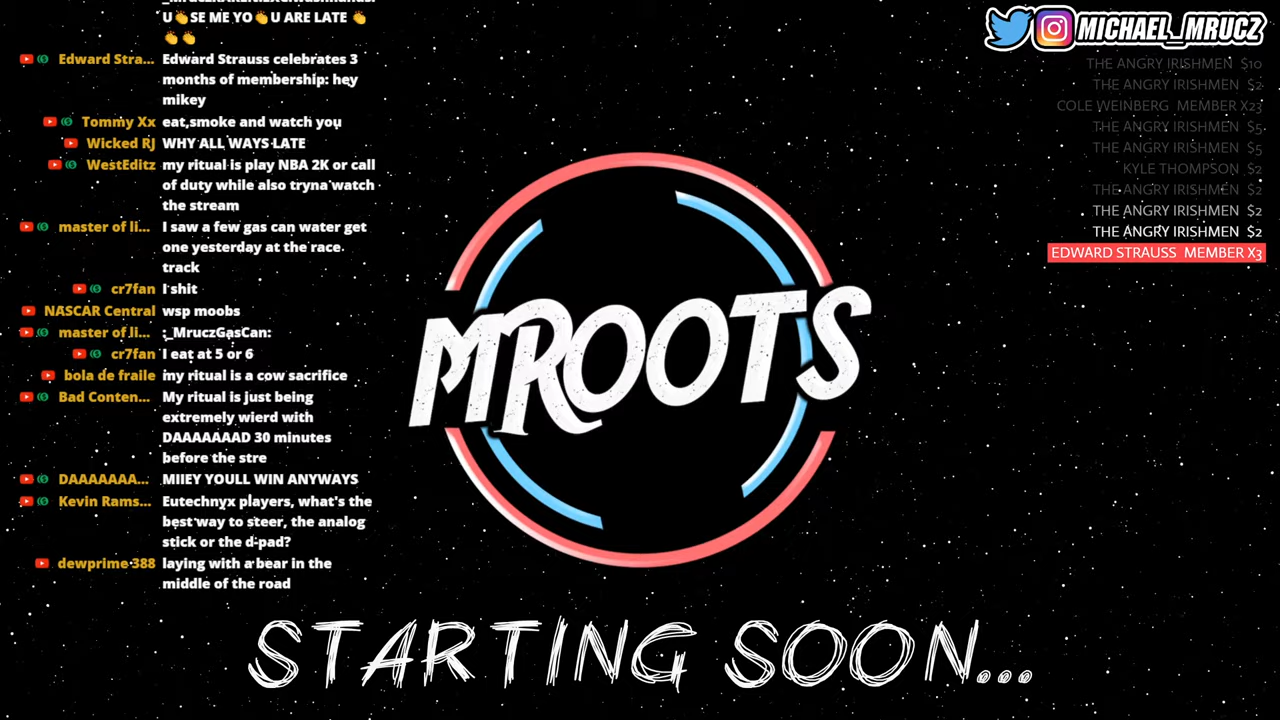 U👏SE ME YO👏U ARE LATE 👏
👏 👏
Edward Stra... Edward Strauss celebrates 3
months of membership: hey
mikey
Tommy Xx eat,smoke and watch you
Wicked RJ WHY ALL WAYS LATE
WestEditz my ritual is play NBA 2K or call
of duty while also tryna watch
the stream
master of li... I saw a few gas can water get
one yesterday at the race
track
cr7fan I shit
NASCAR Central wsp moobs
master of li... :_MruczGasCan:
cr7fan I eat at 5 or 6
bola de fraile my ritual is a cow sacrifice
Bad Conten... My ritual is just being
extremely wierd with
DAAAAAAAD 30 minutes
before the stre
DAAAAAAA... MIIEY YOULL WIN ANYWAYS
Kevin Rams... Eutechnyx players, what's the
best way to steer, the analog
stick or the d-pad?
dewprime 388 laying with a bear in the
middle of the road
MROOTS
STARTING SOON...
MICHAEL_MRUCZ
THE ANGRY IRISHMEN $10
THE ANGRY IRISHMEN $2
COLE WEINBERG MEMBER X23
THE ANGRY IRISHMEN $5
THE ANGRY IRISHMEN $5
KYLE THOMPSON $2
THE ANGRY IRISHMEN $2
THE ANGRY IRISHMEN $2
THE ANGRY IRISHMEN $2
EDWARD STRAUSS MEMBER X3